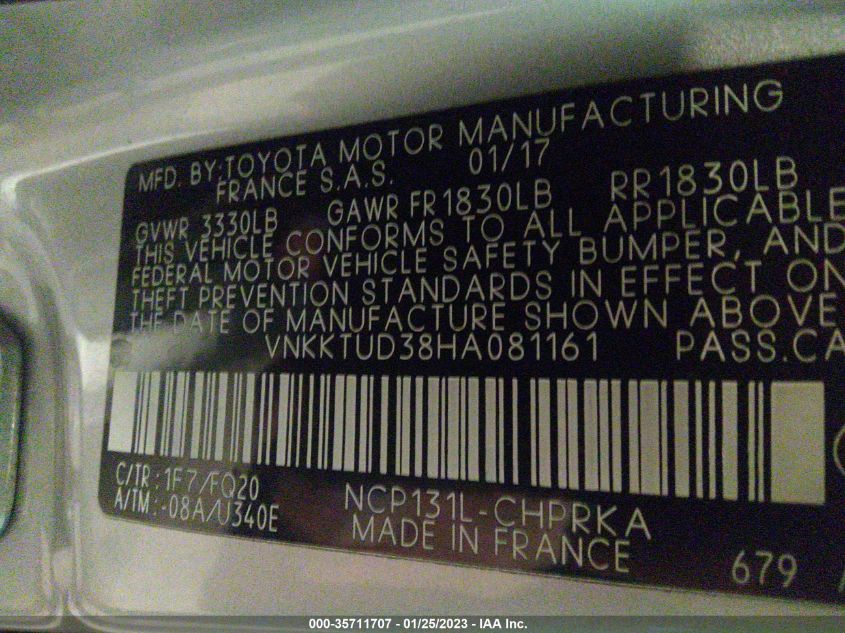 MFD. BY:TOYOTA MOTOR MANUFACTURING
FRANCE S.A.S. 01/17
GVWR 3330LB GAWR FR1830LB RR1830LB
THIS VEHICLE CONFORMS TO ALL APPLICABLE
FEDERAL MOTOR VEHICLE SAFETY BUMPER, AND
THEFT PREVENTION STANDARDS IN EFFECT ON
THE DATE OF MANUFACTURE SHOWN ABOVE
VNKKTUD38HA081161 PASS.CA
C/TR: 1F7/FQ20
A/TM: -08A/U340E
NCP131L-CHPRKA
MADE IN FRANCE
679
000-35711707 - 01/25/2023 - IAA Inc.